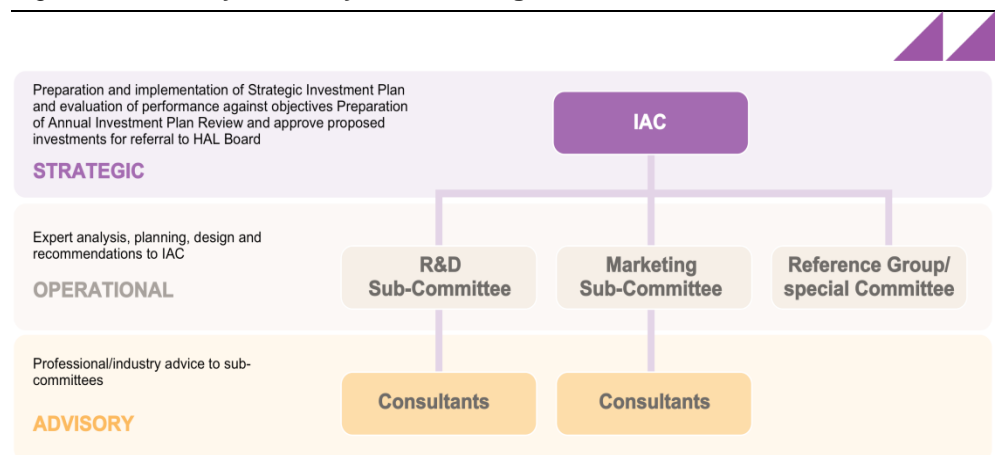 Preparation and implementation of Strategic Investment Plan
and evaluation of performance against objectives Preparation
of Annual Investment Plan Review and approve proposed
investments for referral to HAL Board
STRATEGIC
IAC
Expert analysis, planning, design and
recommendations to IAC
OPERATIONAL
R&D
Sub-Committee
Marketing
Sub-Committee
Reference Group/
special Committee
Professional/industry advice to sub-
committees
ADVISORY
Consultants
Consultants